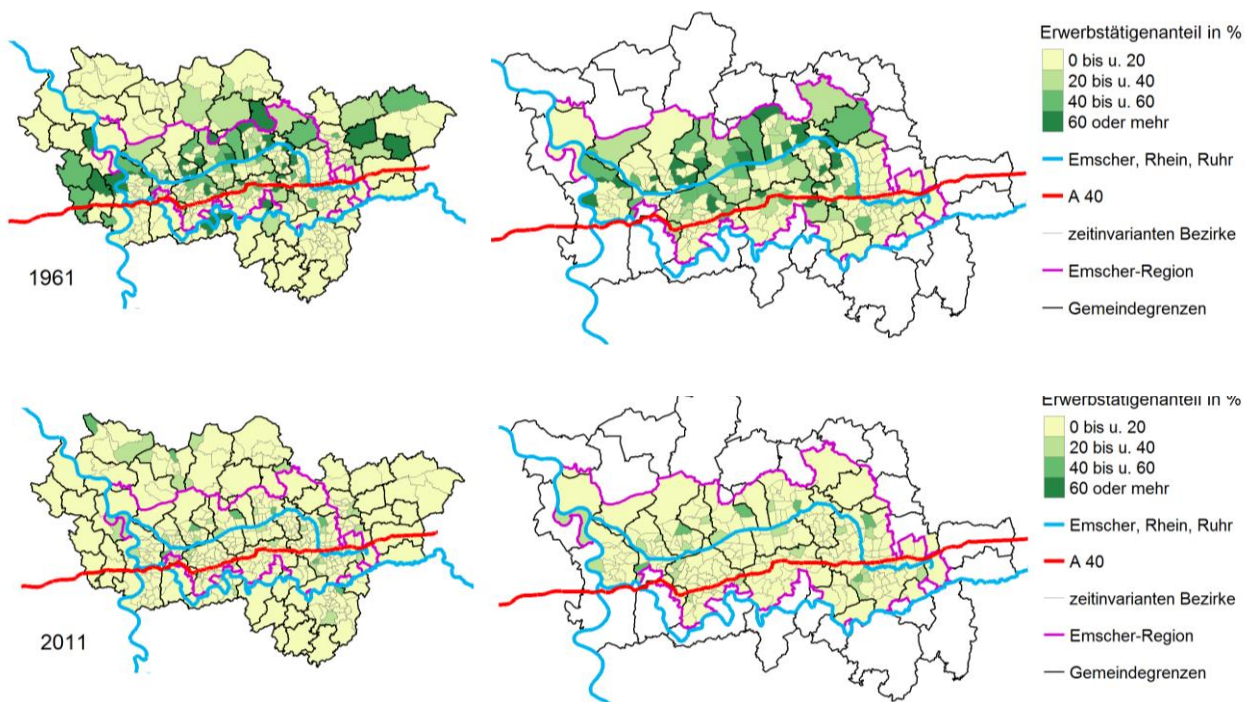 Erwerbstätigenanteil in %
0 bis u. 20
20 bis u. 40
40 bis u. 60
60 oder mehr
Emscher, Rhein, Ruhr
A 40
zeitinvarianten Bezirke
Emscher-Region
Gemeindegrenzen
1961
Erwerbstätigenanteil in %
0 bis u. 20
20 bis u. 40
40 bis u. 60
60 oder mehr
Emscher, Rhein, Ruhr
A 40
zeitinvarianten Bezirke
Emscher-Region
Gemeindegrenzen
2011